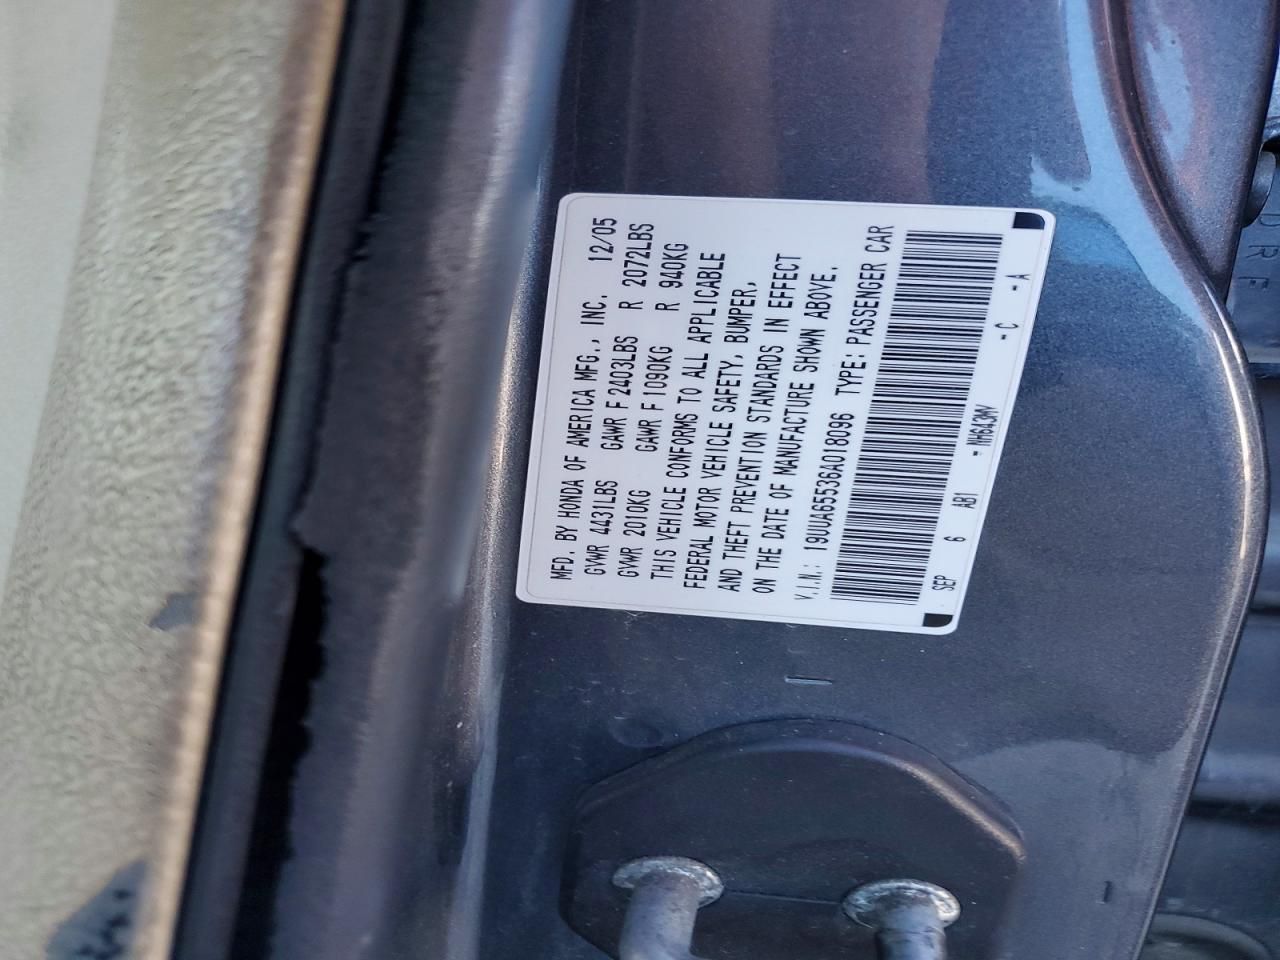 MFD. BY HONDA OF AMERICA MFG., INC. 12/05
GVWR 4431LBS GAWR F 2403LBS R 2072LBS
GVWR 2010KG GAWR F 1090KG R 940KG
THIS VEHICLE CONFORMS TO ALL APPLICABLE
FEDERAL MOTOR VEHICLE SAFETY, BUMPER,
AND THEFT PREVENTION STANDARDS IN EFFECT
ON THE DATE OF MANUFACTURE SHOWN ABOVE.
V.I.N.: 19UUA65536A018096 TYPE: PASSENGER CAR
SEP 6 AB1 - NH643MV - C - A